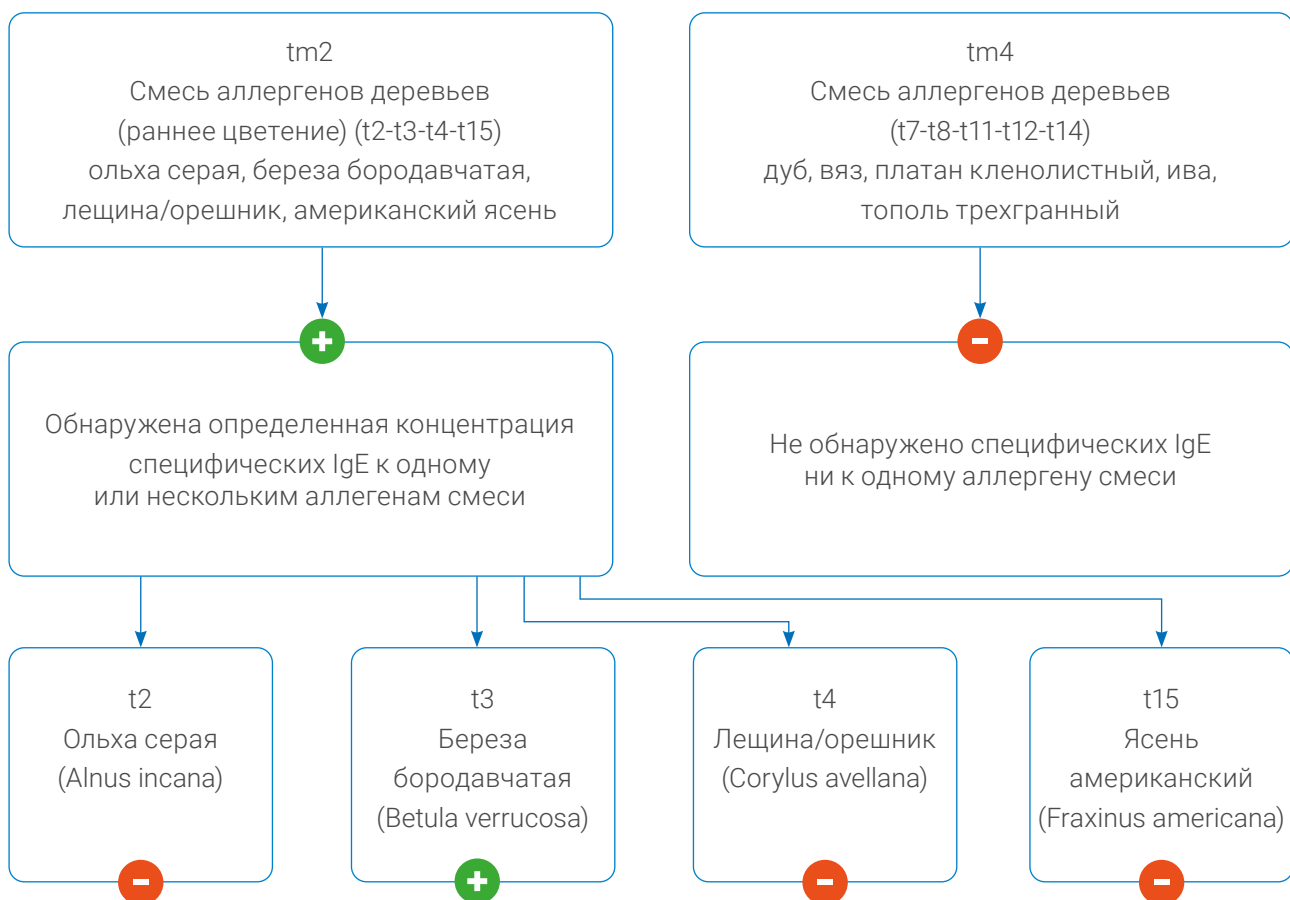 tm2
Смесь аллергенов деревьев
(раннее цветение) (t2-t3-t4-t15)
ольха серая, береза бородавчатая,
лещина/орешник, американский ясень
tm4
Смесь аллергенов деревьев
(t7-t8-t11-t12-t14)
дуб, вяз, платан кленолистный, ива,
тополь трехгранный
Обнаружена определенная концентрация
специфических IgE к одному
или нескольким аллегенам смеси
Не обнаружено специфических IgE
ни к одному аллергену смеси
t2
Ольха серая
(Alnus incana)
t3
Береза
бородавчатая
(Betula verrucosa)
t4
Лещина/орешник
(Corylus avellana)
t15
Ясень
американский
(Fraxinus americana)